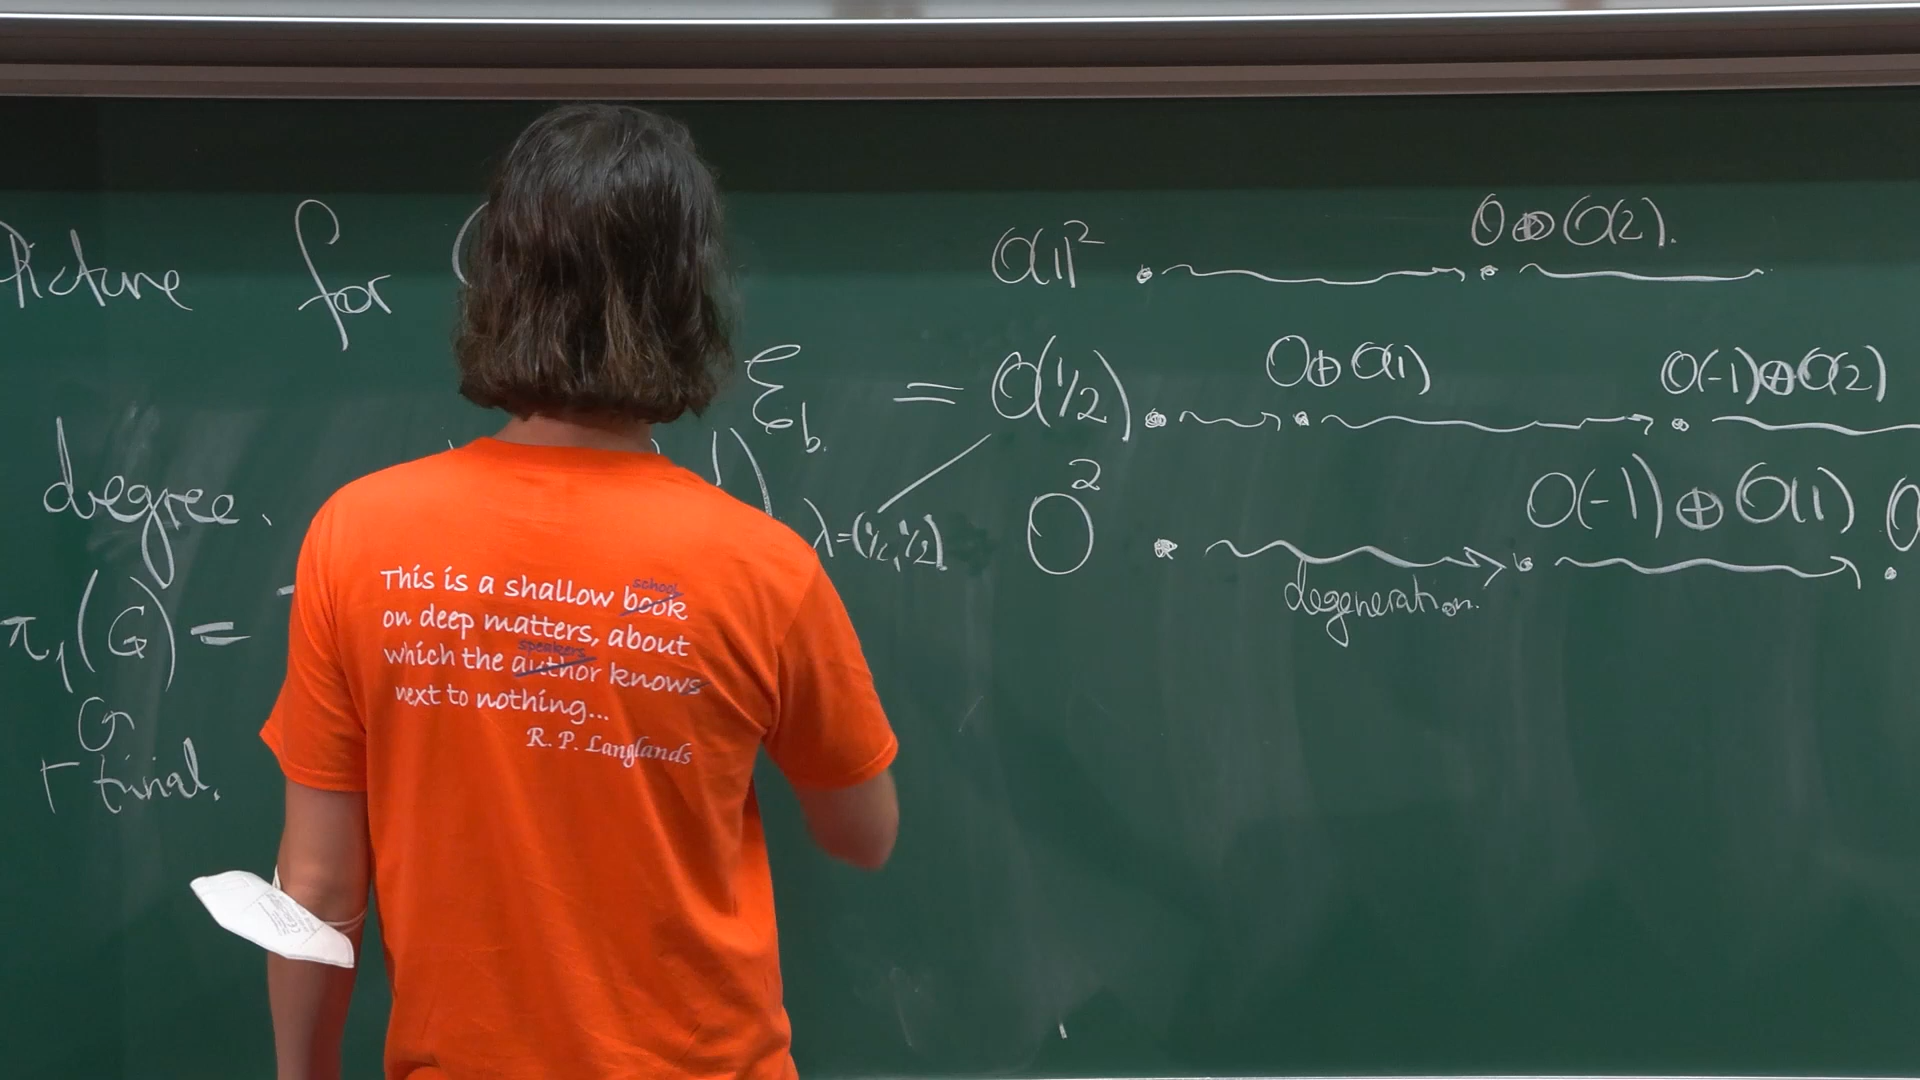 Picture for
O(1)² O⊕O(2).
ξ_b. = O(1/2) O⊕O(1) O(-1)⊕O(2)
degree.
λ=(1/2,1/2) O² O(-1)⊕O(1) O
degeneration.
π₁(G) =
trivial.
This is a shallow book school
on deep matters, about
which the author speakers knows
next to nothing...
R. P. Langlands